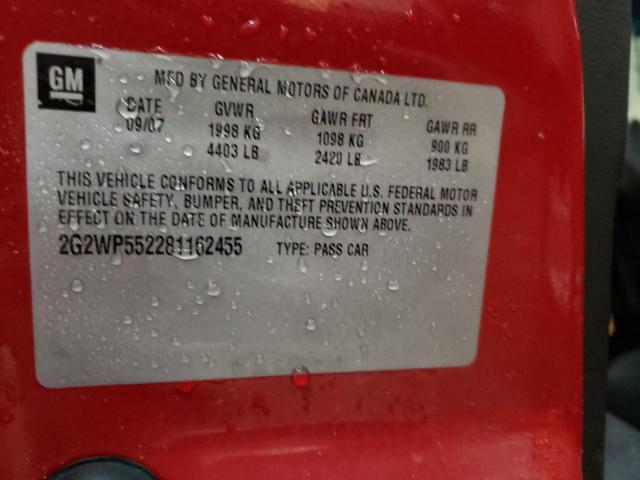 GM
MFD BY GENERAL MOTORS OF CANADA LTD.
DATE GVWR GAWR FRT GAWR RR
09/07 1998 KG 1098 KG 900 KG
4403 LB 2420 LB 1983 LB
THIS VEHICLE CONFORMS TO ALL APPLICABLE U.S. FEDERAL MOTOR
VEHICLE SAFETY, BUMPER, AND THEFT PREVENTION STANDARDS IN
EFFECT ON THE DATE OF MANUFACTURE SHOWN ABOVE.
2G2WP552281162455 TYPE: PASS CAR